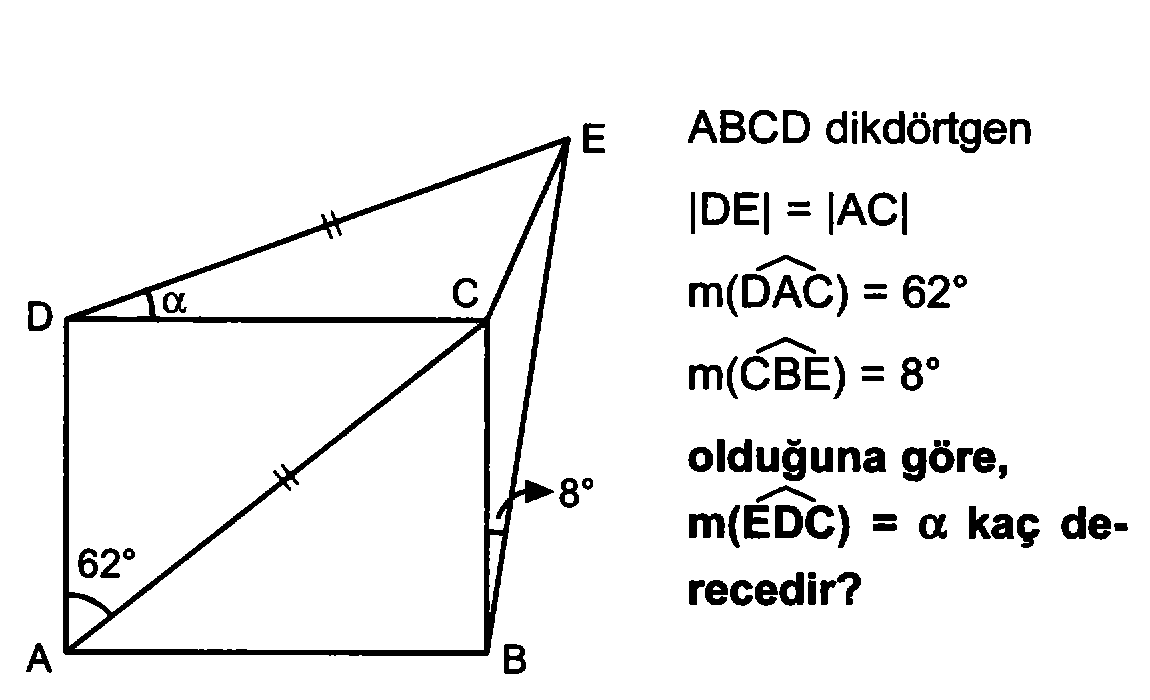 E
ABCD dikdörtgen
|DE| = |AC|
m(DAC) = 62°
m(CBE) = 8°
olduğuna göre,
m(EDC) = α kaç de-
recedir?
D
α
C
8°
62°
A
B